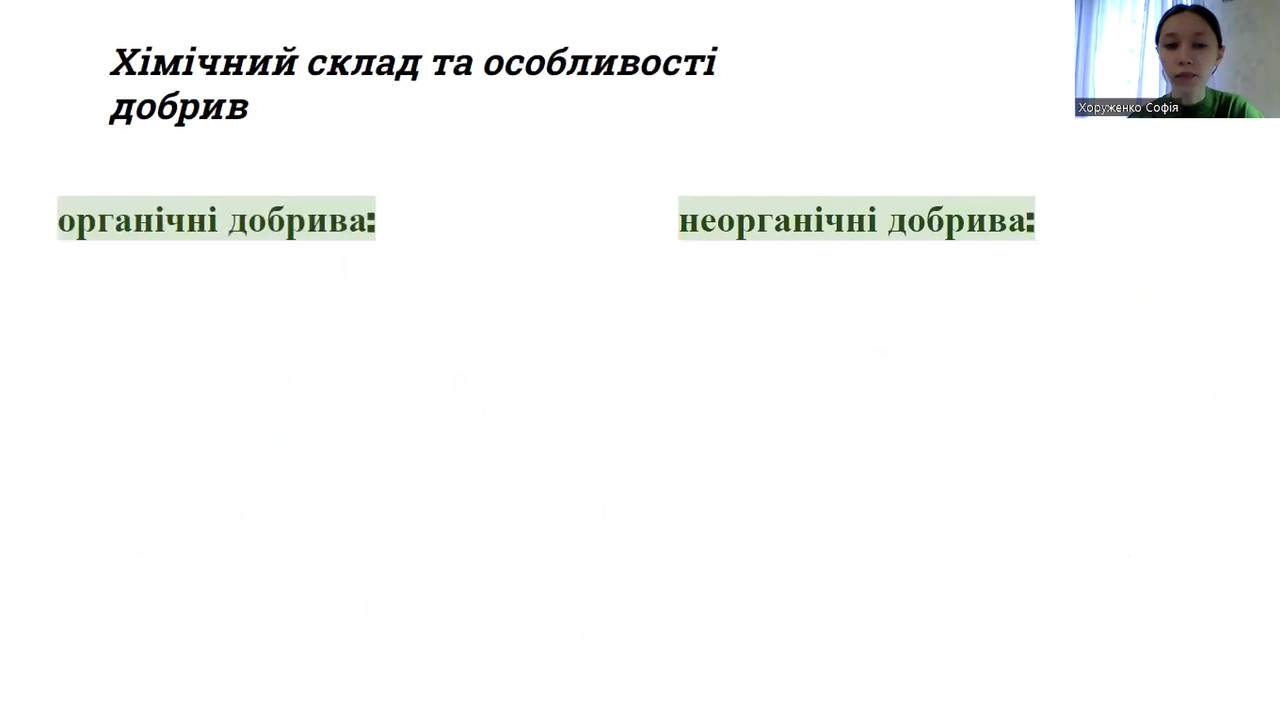 Хімічний склад та особливості
добрив
Хоруженко Софія
органічні добрива:
неорганічні добрива: